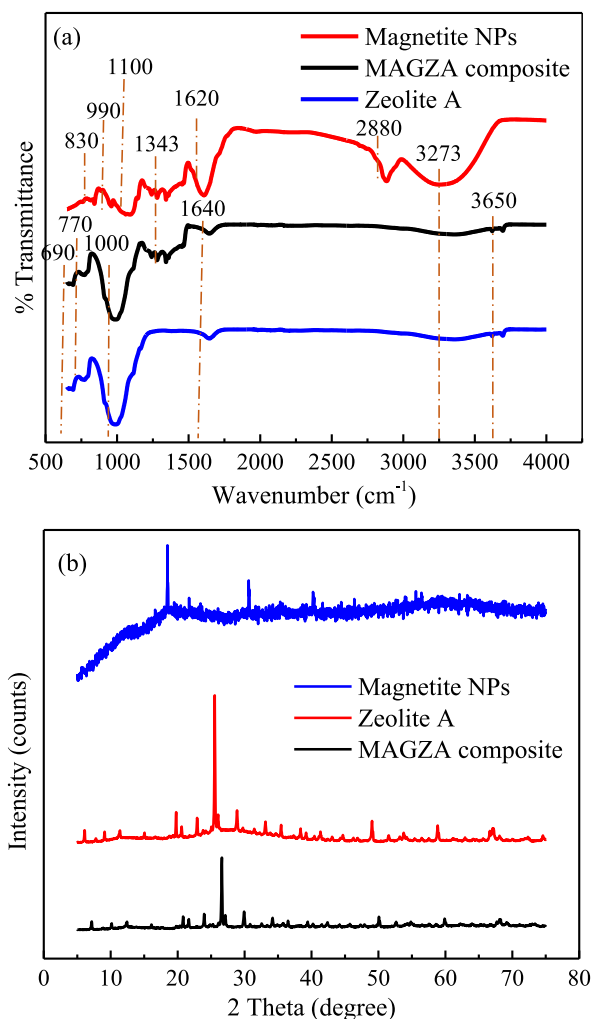 (a)
Magnetite NPs
MAGZA composite
Zeolite A
1100
990
830
1343
1620
2880
3273
3650
1640
770
690
1000
% Transmittance
500 1000 1500 2000 2500 3000 3500 4000
Wavenumber (cm⁻¹)
(b)
Magnetite NPs
Zeolite A
MAGZA composite
Intensity (counts)
0 10 20 30 40 50 60 70 80
2 Theta (degree)